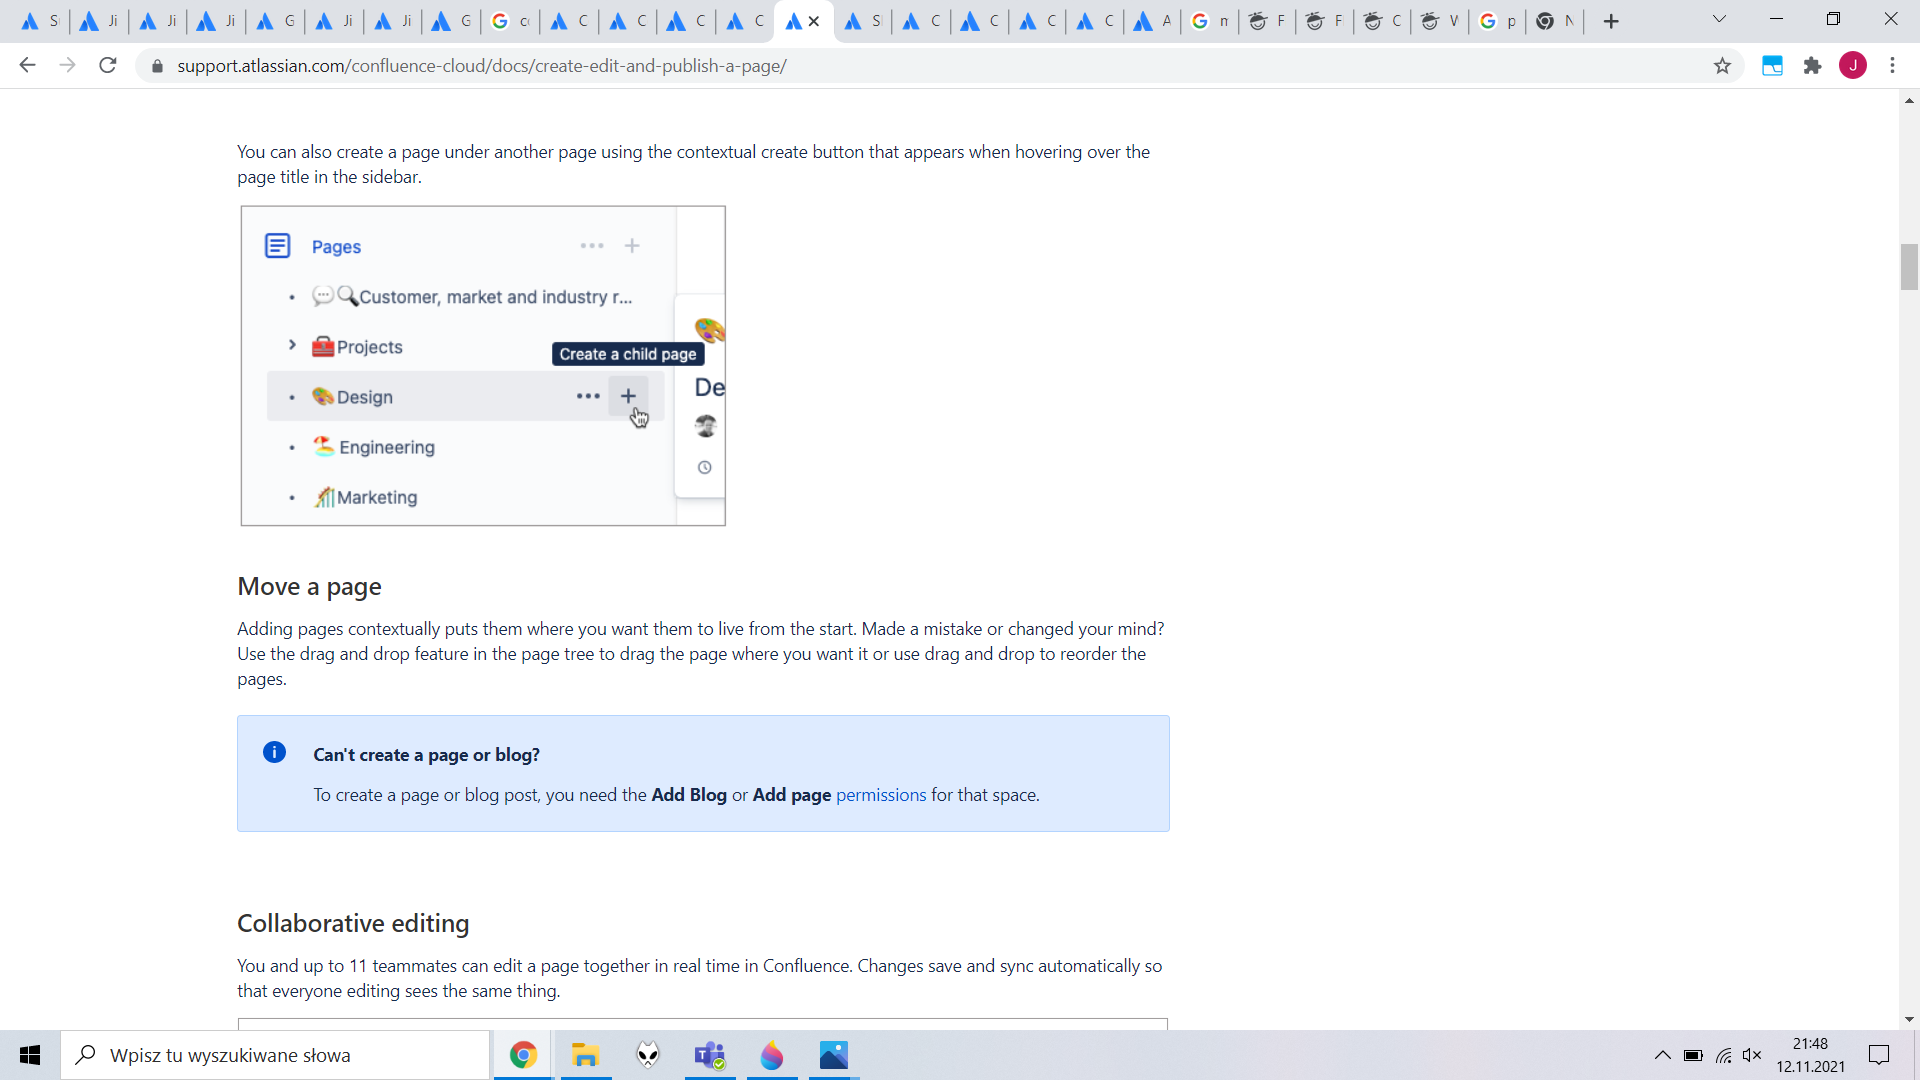 S
Ji
Ji
Ji
G
Ji
Ji
G
C
C
C
C
S
C
C
C
C
A
F
F
C
p
support.atlassian.com/confluence-cloud/docs/create-edit-and-publish-a-page/
J
You can also create a page under another page using the contextual create button that appears when hovering over the
page title in the sidebar.
Pages
Customer, market and industry r...
Projects
Create a child page
Design
De
Engineering
Marketing
Move a page
Adding pages contextually puts them where you want them to live from the start. Made a mistake or changed your mind?
Use the drag and drop feature in the page tree to drag the page where you want it or use drag and drop to reorder the
pages.
Can't create a page or blog?
To create a page or blog post, you need the Add Blog or Add page permissions for that space.
Collaborative editing
You and up to 11 teammates can edit a page together in real time in Confluence. Changes save and sync automatically so
that everyone editing sees the same thing.
Wpisz tu wyszukiwane słowa
21:48
12.11.2021